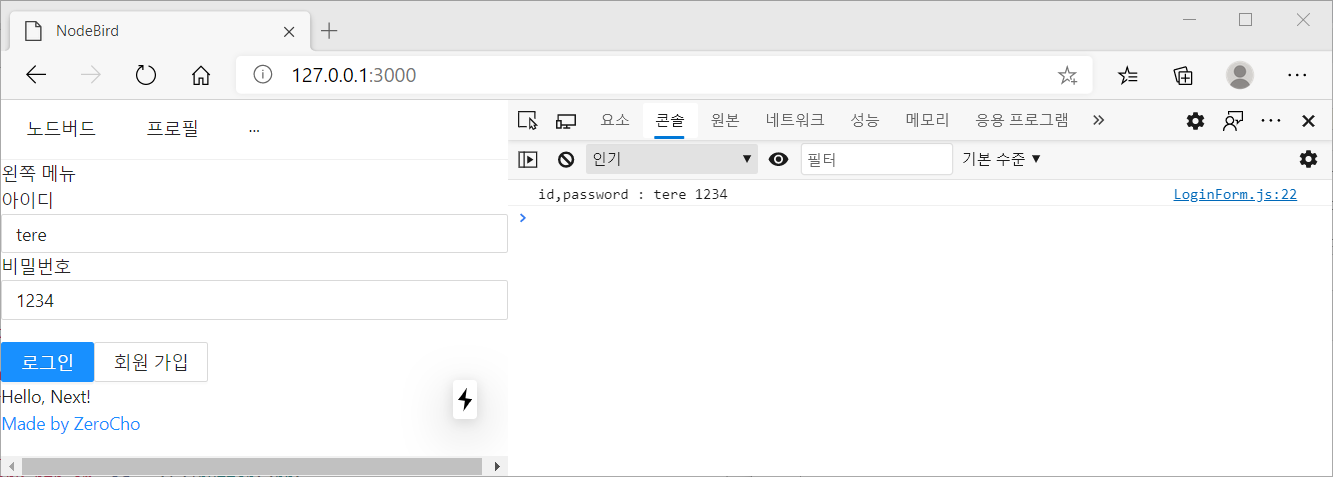 NodeBird
127.0.0.1:3000
노드버드 프로필 ...
왼쪽 메뉴
아이디
tere
비밀번호
1234
로그인 회원 가입
Hello, Next!
Made by ZeroCho
요소 콘솔 원본 네트워크 성능 메모리 응용 프로그램
인기 필터 기본 수준
id,password : tere 1234 LoginForm.js:22